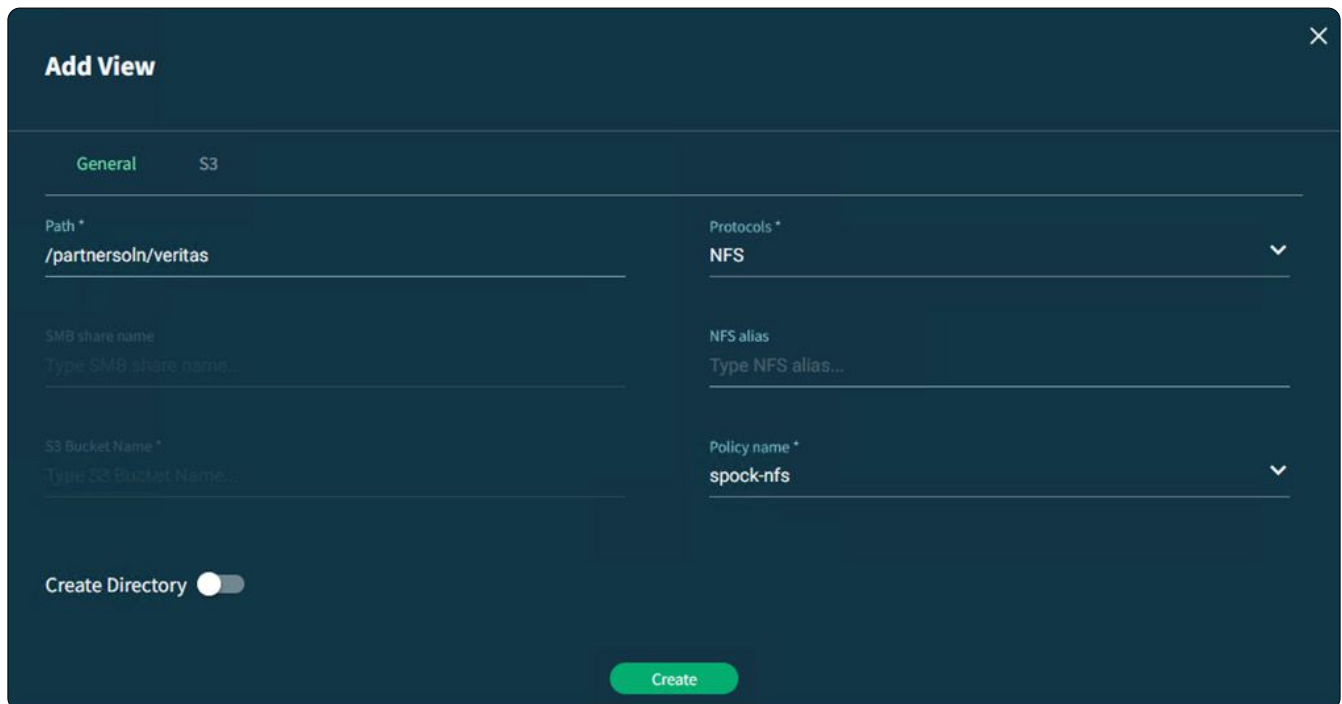 Add View
General S3
Path *
/partnersoln/veritas
Protocols *
NFS
SMB share name
Type SMB share name...
NFS alias
Type NFS alias...
S3 Bucket Name *
Type S3 Bucket Name...
Policy name *
spock-nfs
Create Directory
Create